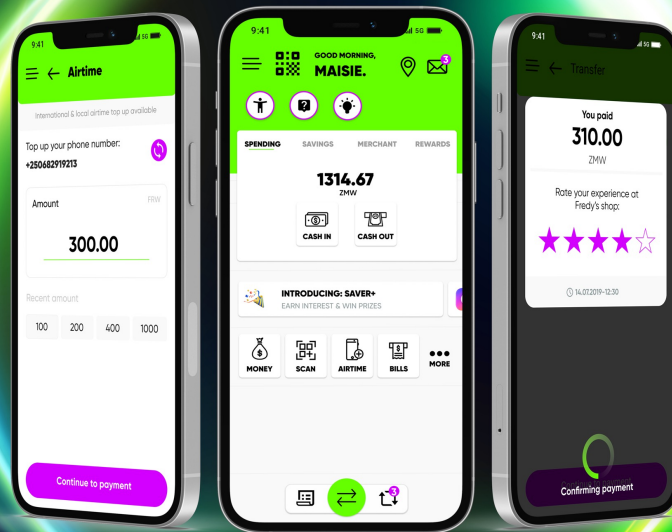 9:41
Airtime
International & local airtime top up available
Top up your phone number:
+250682919213
Amount
FRW
300.00
Recent amount
100 200 400 1000
Continue to payment
9:41
5G
GOOD MORNING,
MAISIE.
3
SPENDING SAVINGS MERCHANT REWARDS
1314.67
ZMW
CASH IN CASH OUT
INTRODUCING: SAVER+
EARN INTEREST & WIN PRIZES
MONEY SCAN AIRTIME BILLS MORE
3
9:41
5G
Transfer
You paid
310.00
ZMW
Rate your experience at
Fredy's shop:
14.07.2019-12:30
Confirming payment